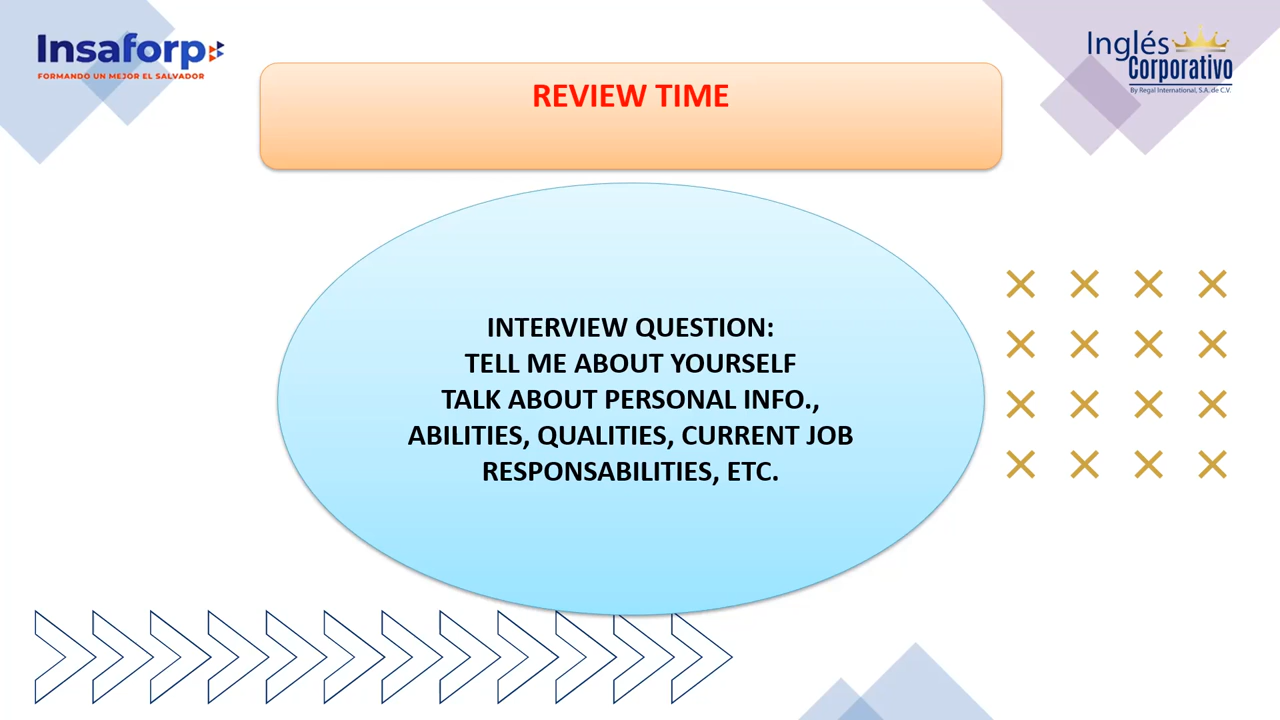 Insaforp
FORMANDO UN MEJOR EL SALVADOR
Inglés
Corporativo
By Regal International, S.A. de C.V.
REVIEW TIME
INTERVIEW QUESTION:
TELL ME ABOUT YOURSELF
TALK ABOUT PERSONAL INFO.,
ABILITIES, QUALITIES, CURRENT JOB
RESPONSABILITIES, ETC.